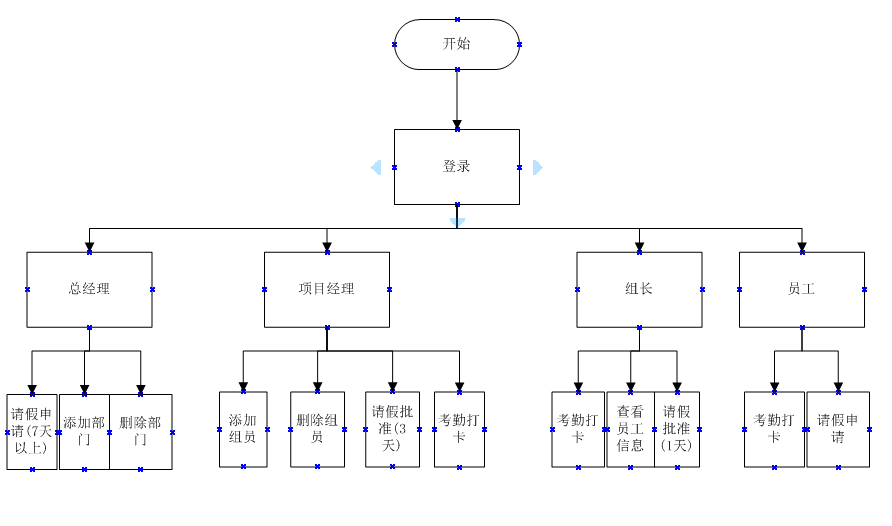 开始
登录
总经理
项目经理
组长
员工
请假申
请(7天
以上)
添加部
门
删除部
门
添加
组员
删除组
员
请假批
准(3
天)
考勤打
卡
考勤打
卡
查看
员工
信息
请假
批准
(1天)
考勤打
卡
请假申
请